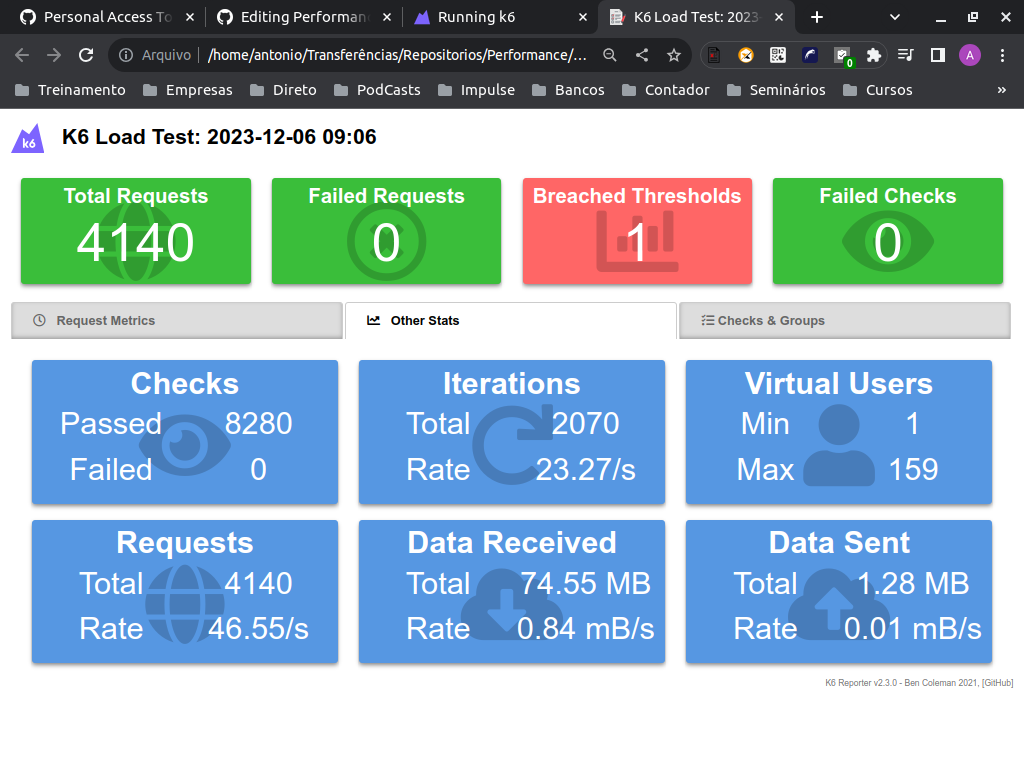 Personal Access To
Editing Performan
Running k6
K6 Load Test: 2023-
Arquivo
/home/antonio/Transferências/Repositorios/Performance/...
0
A
Treinamento
Empresas
Direto
PodCasts
Impulse
Bancos
Contador
Seminários
Cursos
»
k6
K6 Load Test: 2023-12-06 09:06
Total Requests
4140
Failed Requests
0
Breached Thresholds
1
Failed Checks
0
Request Metrics
Other Stats
Checks & Groups
Checks
Passed 8280
Failed 0
Iterations
Total 2070
Rate 23.27/s
Virtual Users
Min 1
Max 159
Requests
Total 4140
Rate 46.55/s
Data Received
Total 74.55 MB
Rate 0.84 mB/s
Data Sent
Total 1.28 MB
Rate 0.01 mB/s
K6 Reporter v2.3.0 - Ben Coleman 2021, [GitHub]